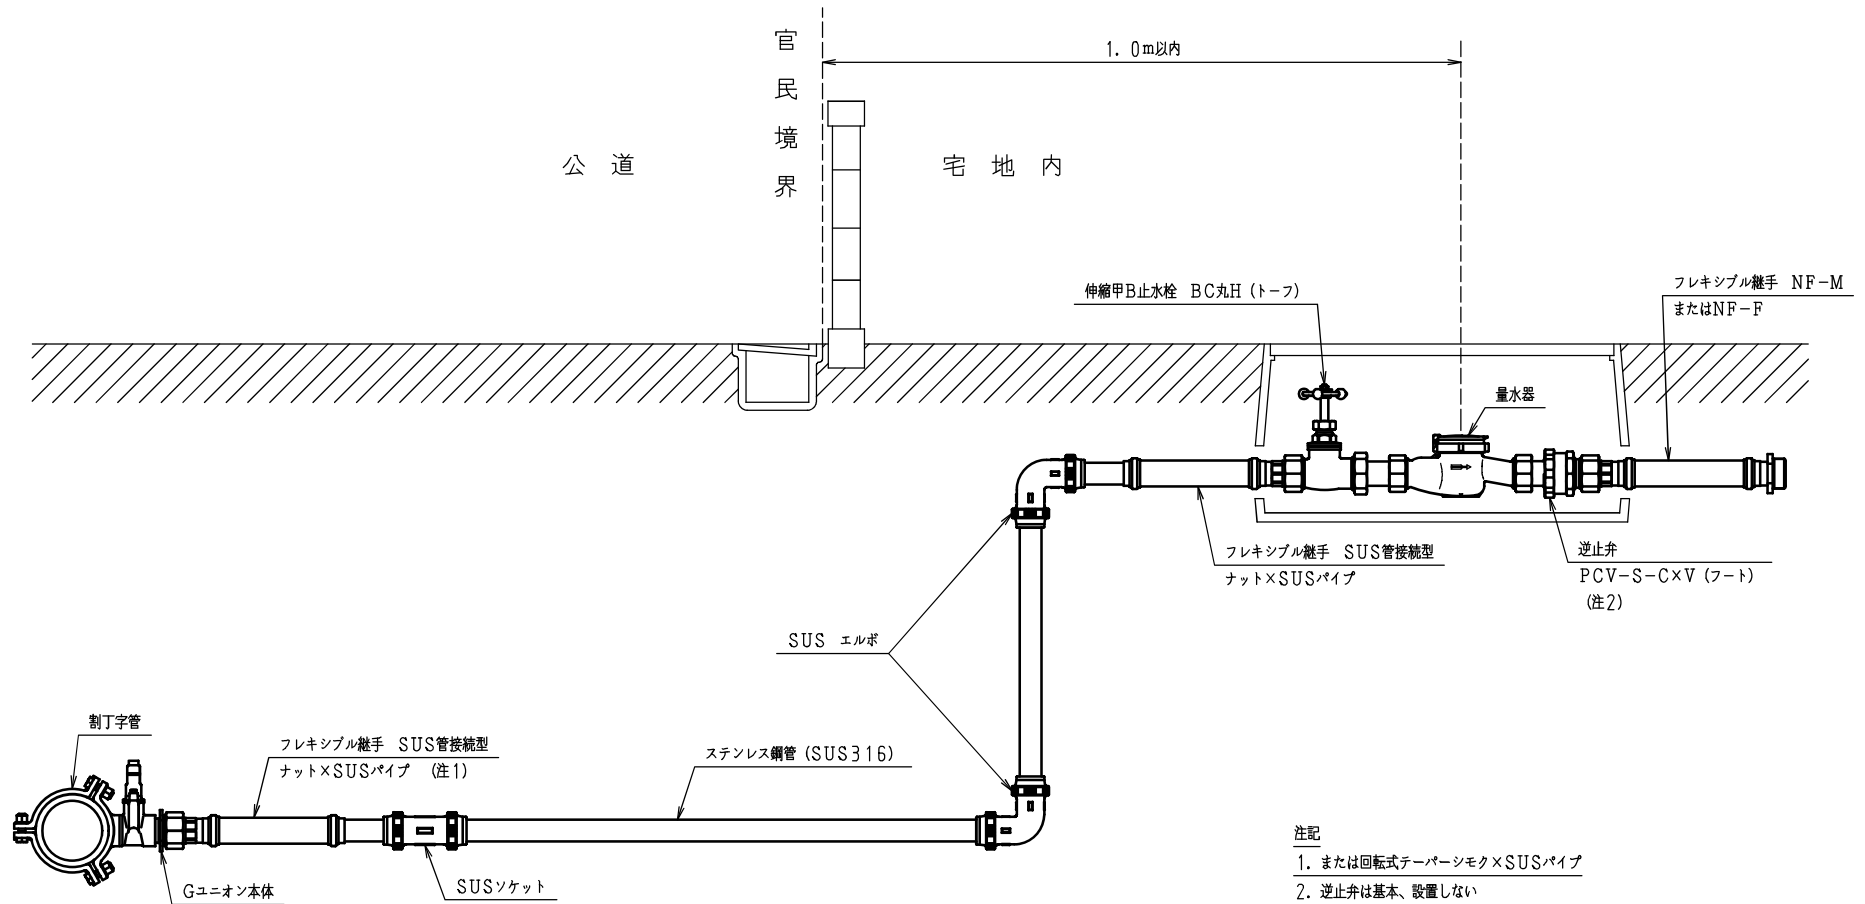 官民境界
1.0m以内
公道
宅地内
伸縮甲B止水栓 BC丸H(トーフ)
フレキシブル継手 NF-M
またはNF-F
量水器
フレキシブル継手 SUS管接続型
ナット×SUSパイプ
逆止弁
PCV-S-C×V(フート)
(注2)
SUS エルボ
割丁字管
フレキシブル継手 SUS管接続型
ナット×SUSパイプ (注1)
ステンレス鋼管(SUS316)
Gユニオン本体
SUSソケット
注記
1. または回転式テーパーシモク×SUSパイプ
2. 逆止弁は基本、設置しない